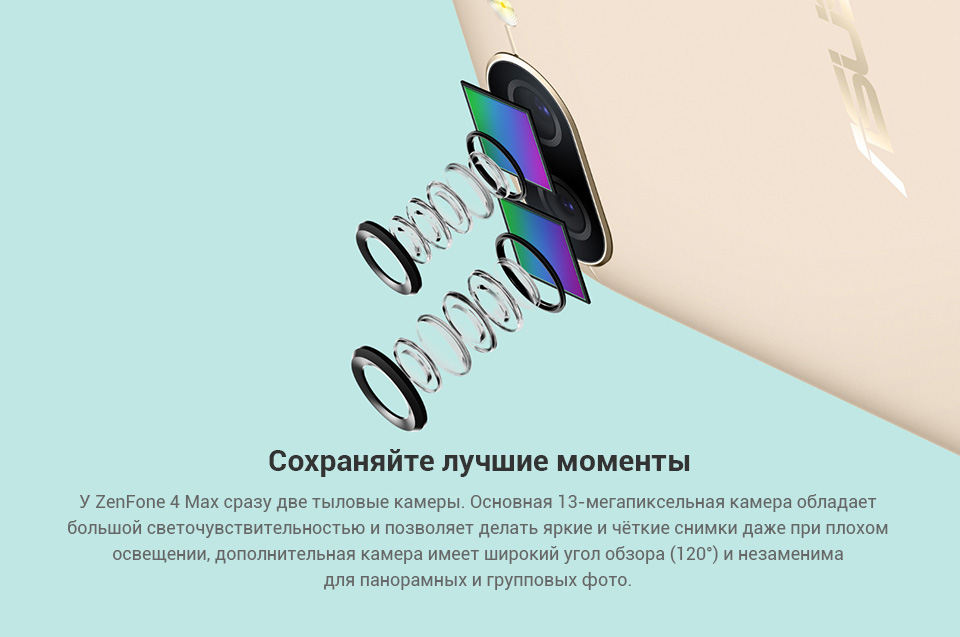 ASUS
Сохраняйте лучшие моменты
У ZenFone 4 Max сразу две тыловые камеры. Основная 13-мегапиксельная камера обладает
большой светочувствительностью и позволяет делать яркие и чёткие снимки даже при плохом
освещении, дополнительная камера имеет широкий угол обзора (120°) и незаменима
для панорамных и групповых фото.